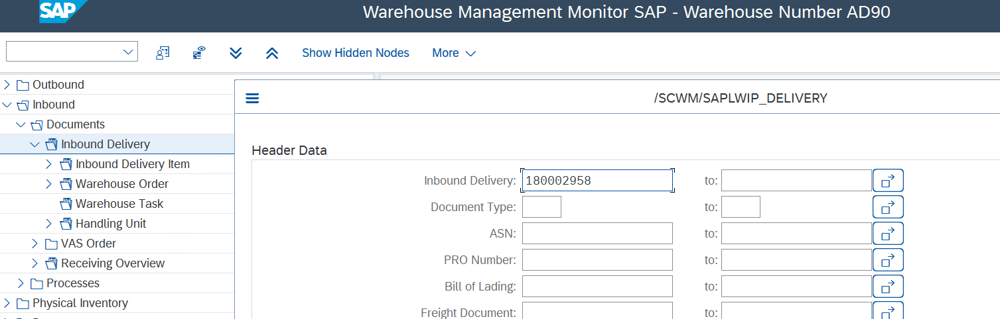 SAP
Warehouse Management Monitor SAP - Warehouse Number AD90
Show Hidden Nodes More
Outbound
Inbound
Documents
Inbound Delivery
Inbound Delivery Item
Warehouse Order
Warehouse Task
Handling Unit
VAS Order
Receiving Overview
Processes
Physical Inventory
/SCWM/SAPLWIP_DELIVERY
Header Data
Inbound Delivery: 180002958 to:
Document Type: to:
ASN: to:
PRO Number: to:
Bill of Lading: to:
Freight Document: to: